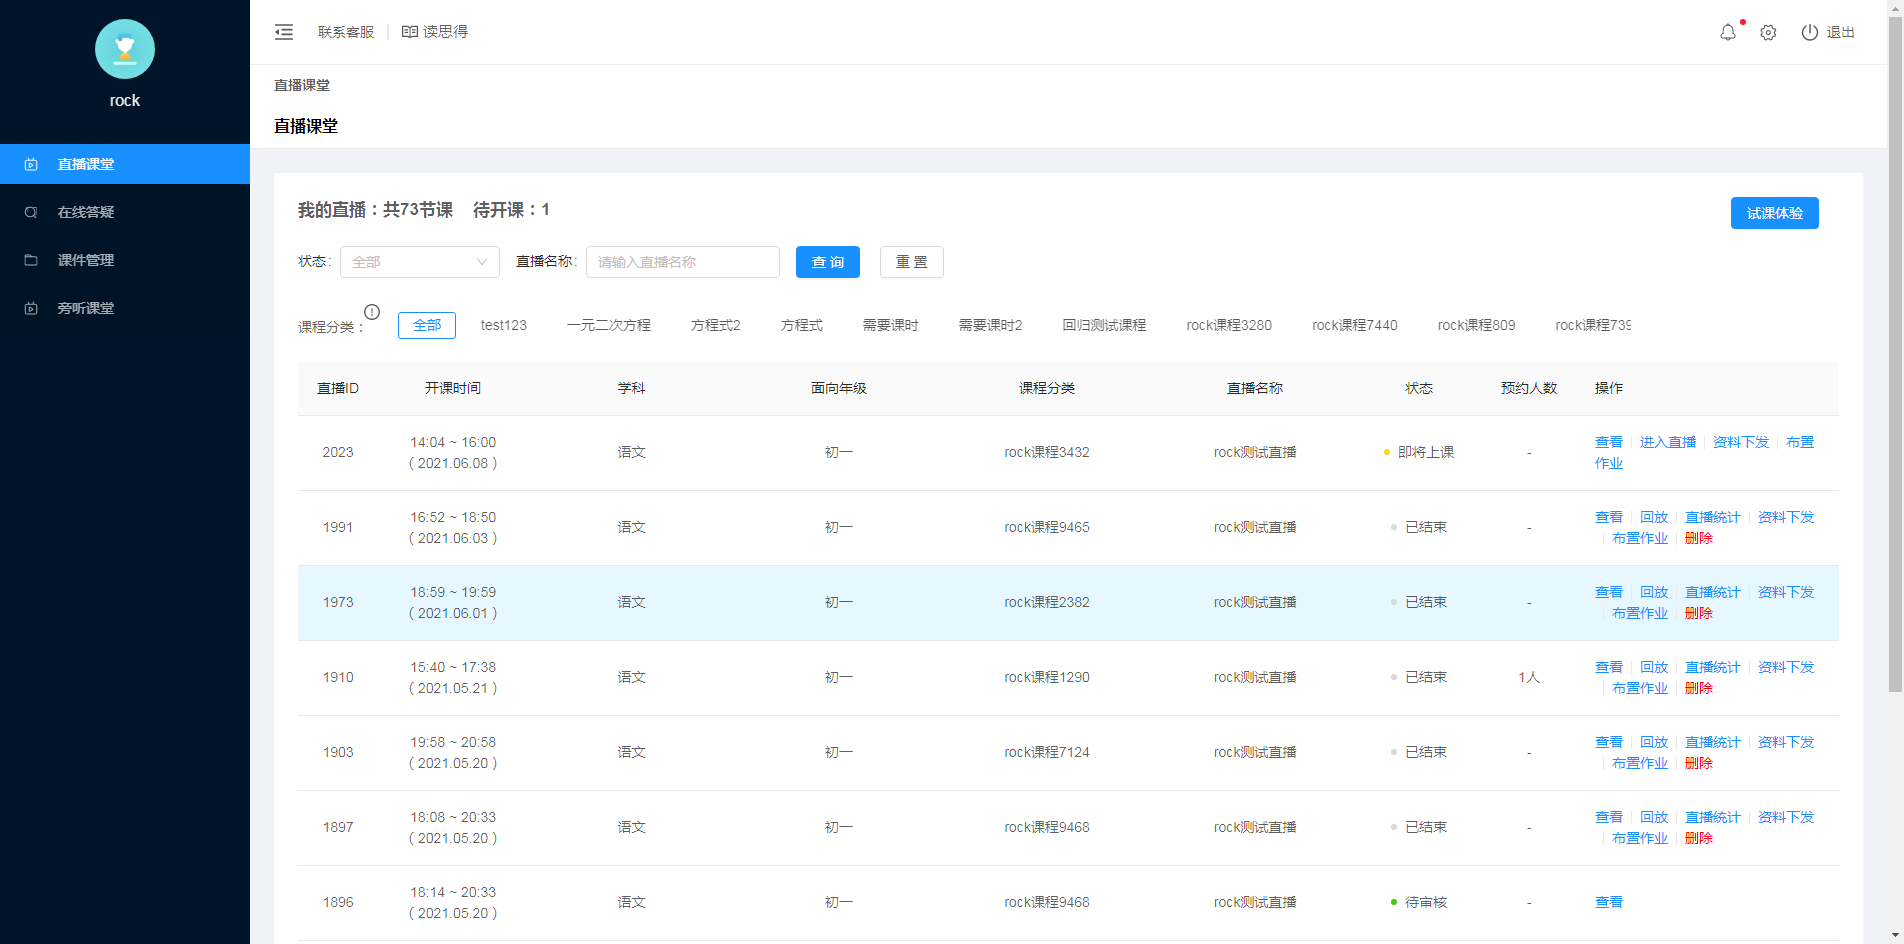 rock
直播课堂
在线答疑
课件管理
旁听课堂
联系客服 读思得 退出
直播课堂
直播课堂
我的直播：共73节课 待开课：1 试课体验
状态： 全部 直播名称： 请输入直播名称 查 询 重 置
课程分类： 全部 test123 一元二次方程 方程式2 方程式 需要课时 需要课时2 回归测试课程 rock课程3280 rock课程7440 rock课程809 rock课程739
直播ID 开课时间 学科 面向年级 课程分类 直播名称 状态 预约人数 操作
2023 14:04 ~ 16:00 语文 初一 rock课程3432 rock测试直播 即将上课 - 查看 进入直播 资料下发 布置
( 2021.06.08 ) 作业
1991 16:52 ~ 18:50 语文 初一 rock课程9465 rock测试直播 已结束 - 查看 回放 直播统计 资料下发
( 2021.06.03 ) 布置作业 删除
1973 18:59 ~ 19:59 语文 初一 rock课程2382 rock测试直播 已结束 - 查看 回放 直播统计 资料下发
( 2021.06.01 ) 布置作业 删除
1910 15:40 ~ 17:38 语文 初一 rock课程1290 rock测试直播 已结束 1人 查看 回放 直播统计 资料下发
( 2021.05.21 ) 布置作业 删除
1903 19:58 ~ 20:58 语文 初一 rock课程7124 rock测试直播 已结束 - 查看 回放 直播统计 资料下发
( 2021.05.20 ) 布置作业 删除
1897 18:08 ~ 20:33 语文 初一 rock课程9468 rock测试直播 已结束 - 查看 回放 直播统计 资料下发
( 2021.05.20 ) 布置作业 删除
1896 18:14 ~ 20:33 语文 初一 rock课程9468 rock测试直播 待审核 - 查看
( 2021.05.20 )